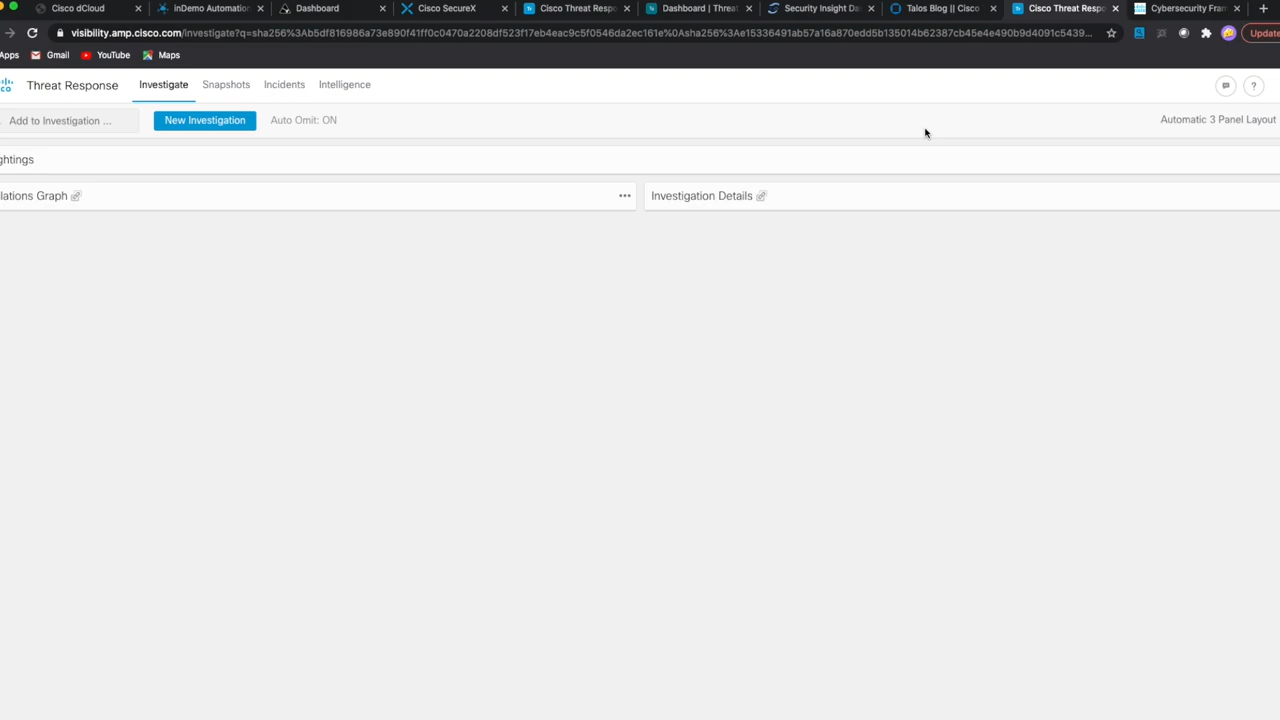 Cisco dCloud inDemo Automation Dashboard Cisco SecureX Cisco Threat Respo Dashboard | Threat Security Insight Da Talos Blog || Cisco Cisco Threat Respo Cybersecurity Fram
visibility.amp.cisco.com/investigate?q=sha256%3Ab5df816986a73e890f41ff0c0470a2208df523f17eb4eac9c5f0546da2ec161e%0Asha256%3Ae15336491ab57a16a870edd5b135014b62387cb45e4e490b9d4091c5439... Update
Apps Gmail YouTube Maps
Threat Response Investigate Snapshots Incidents Intelligence ?
Add to Investigation ... New Investigation Auto Omit: ON Automatic 3 Panel Layout
ghtings
lations Graph Investigation Details